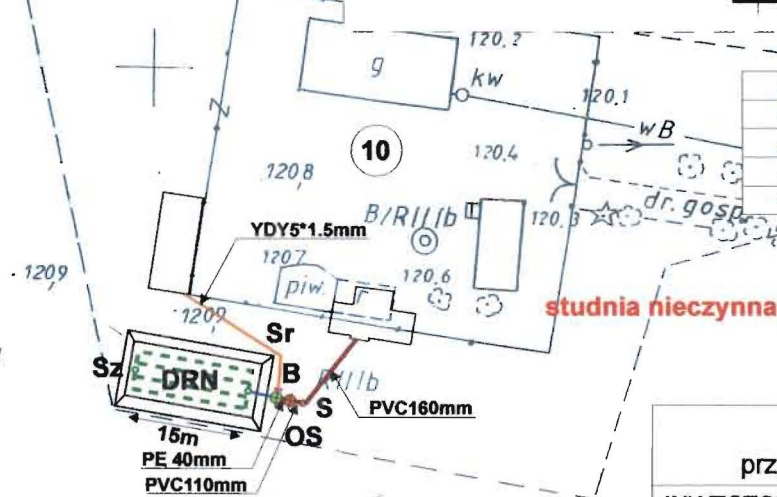 120,2
g
kw
120,1
wB
10
120,4
120,8
dr. gosp.
B/RIIIb
YDY5*1.5mm
120,3
1207
120,6
1209
piw.
r
studnia nieczynna
1209
Sr
Sz
DRN
B
RIIIb
S
PVC160mm
15m
OS
PE 40mm
PVC110mm
prz